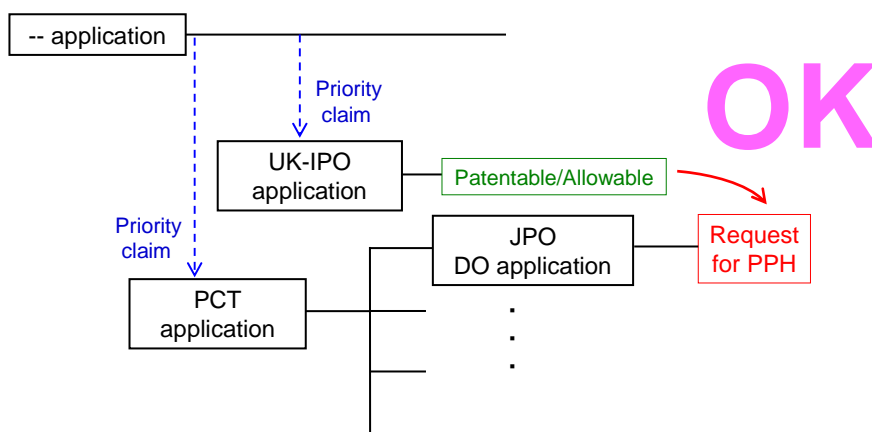 -- application
OK
Priority
claim
UK-IPO
application
Patentable/Allowable
Priority
claim
JPO
DO application
Request
for PPH
PCT
application